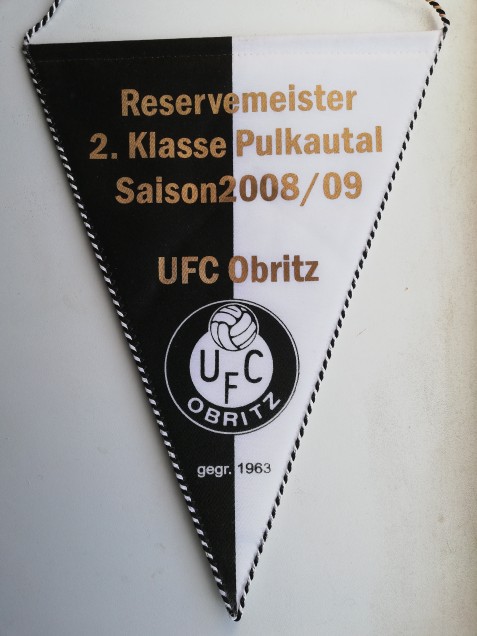 Reservemeister
2. Klasse Pulkautal
Saison2008/09
UFC Obritz
UFC
OBRITZ
gegr. 1963